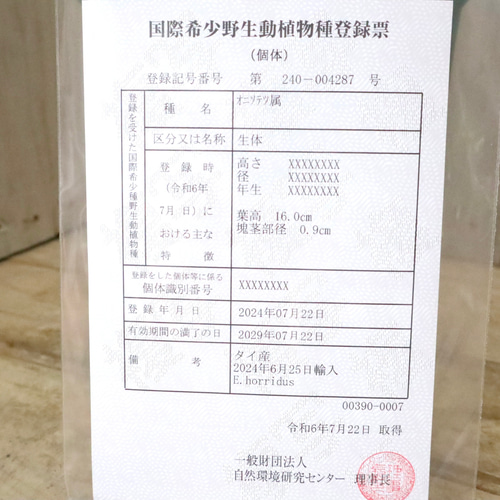 国際希少野生動植物種登録票
(個体)
登録記号番号 第 240-004287 号
登録を受けた国際希少種野生動植物種
種名 オニソテツ属
区分又は名称 生体
登録時
(令和6年
7月 日)に
おける主な
特徴
高さ XXXXXXXX
径 XXXXXXXX
年生 XXXXXXXX
葉高 16.0cm
塊茎部径 0.9cm
登録をした個体等に係る
個体識別番号 XXXXXXXX
登録年月日 2024年07月22日
有効期間の満了の日 2029年07月22日
備考 タイ産
2024年6月25日輸入
E.horridus
00390-0007
令和6年7月22日 取得
一般財団法人
自然環境研究センター 理事長